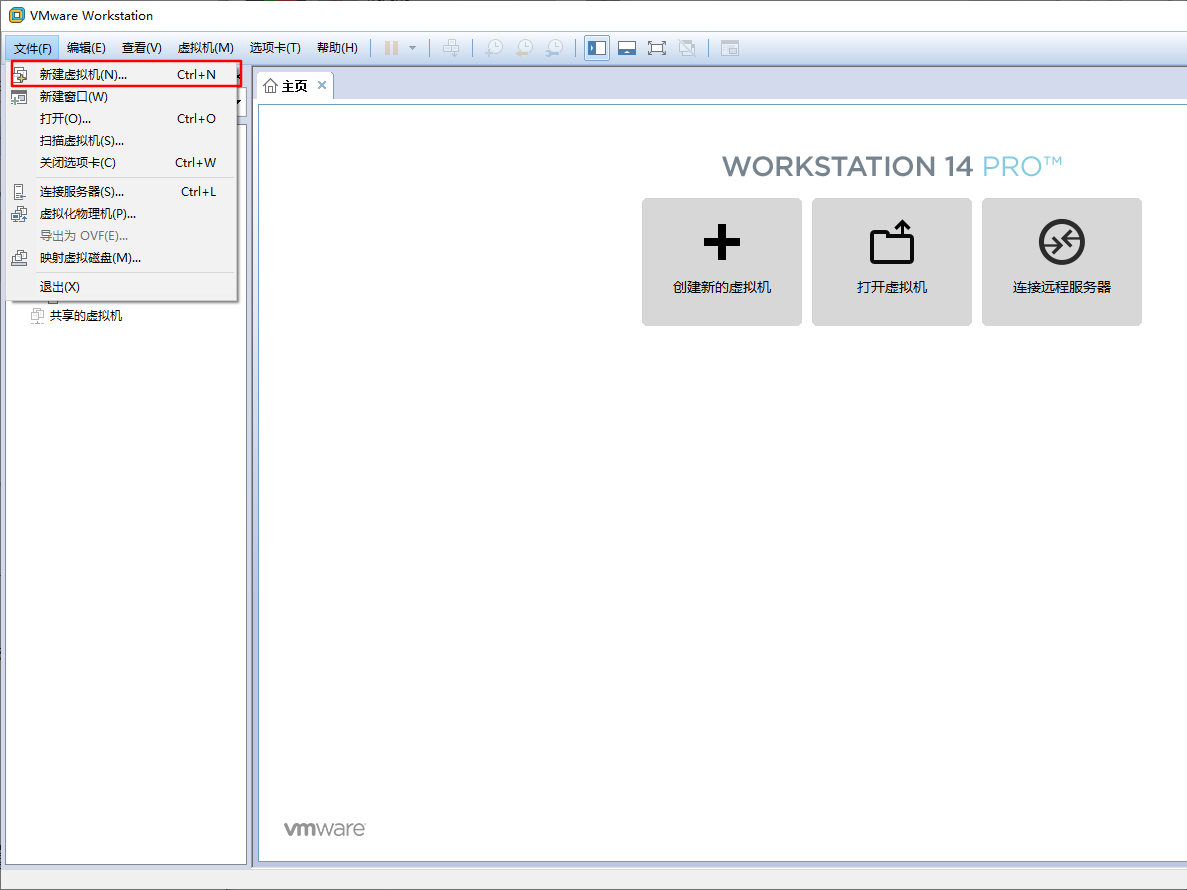 VMware Workstation
文件(F) 编辑(E) 查看(V) 虚拟机(M) 选项卡(T) 帮助(H)
新建虚拟机(N)... Ctrl+N
新建窗口(W)
打开(O)... Ctrl+O
扫描虚拟机(S)...
关闭选项卡(C) Ctrl+W
连接服务器(S)... Ctrl+L
虚拟化物理机(P)...
导出为 OVF(E)...
映射虚拟磁盘(M)...
退出(X)
共享的虚拟机
主页
WORKSTATION 14 PRO™
创建新的虚拟机 打开虚拟机 连接远程服务器
vmware